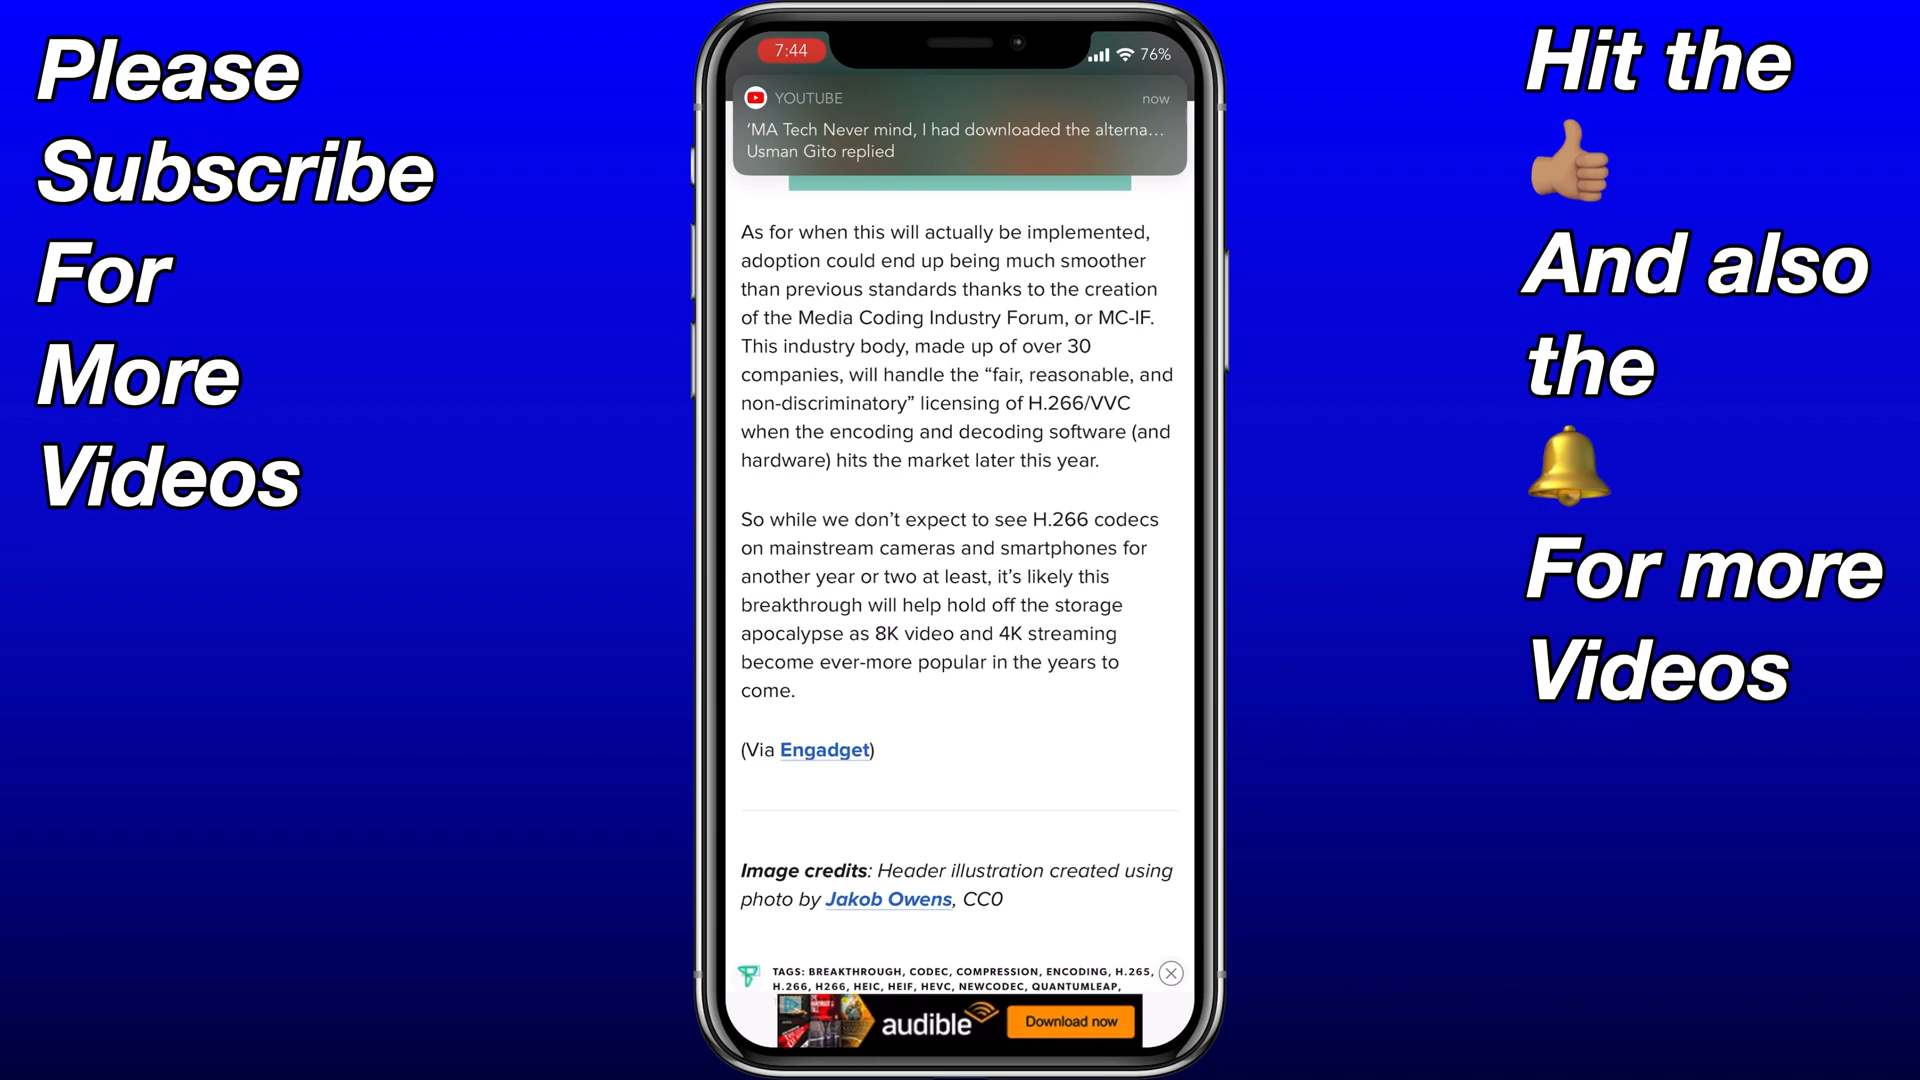 Please
Subscribe
For
More
Videos
7:44
76%
YOUTUBE
now
‘MA Tech Never mind, I had downloaded the alterna...
Usman Gito replied
As for when this will actually be implemented,
adoption could end up being much smoother
than previous standards thanks to the creation
of the Media Coding Industry Forum, or MC-IF.
This industry body, made up of over 30
companies, will handle the “fair, reasonable, and
non-discriminatory” licensing of H.266/VVC
when the encoding and decoding software (and
hardware) hits the market later this year.
So while we don’t expect to see H.266 codecs
on mainstream cameras and smartphones for
another year or two at least, it’s likely this
breakthrough will help hold off the storage
apocalypse as 8K video and 4K streaming
become ever-more popular in the years to
come.
(Via Engadget)
Image credits: Header illustration created using
photo by Jakob Owens, CC0
TAGS: BREAKTHROUGH, CODEC, COMPRESSION, ENCODING, H.265,
H.266, H266, HEIC, HEIF, HEVC, NEWCODEC, QUANTUMLEAP,
audible
Download now
Hit the
And also
the
For more
Videos